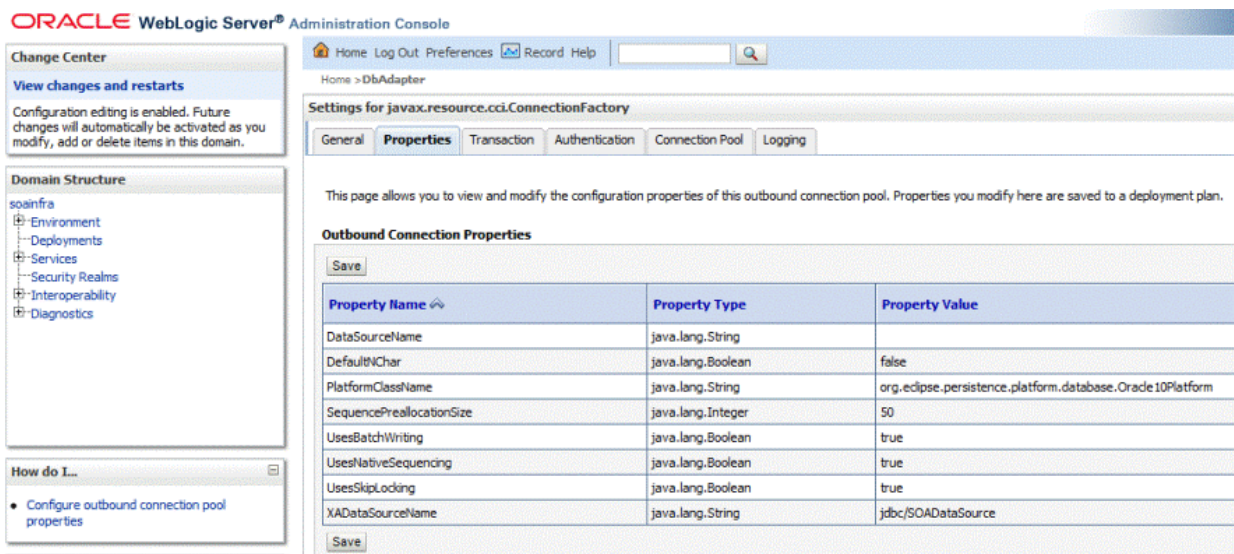 ORACLE WebLogic Server® Administration Console
Change Center
View changes and restarts
Configuration editing is enabled. Future
changes will automatically be activated as you
modify, add or delete items in this domain.
Domain Structure
soainfra
Environment
Deployments
Services
Security Realms
Interoperability
Diagnostics
How do I...
Configure outbound connection pool
properties
Home Log Out Preferences Record Help
Home >DbAdapter
Settings for javax.resource.cci.ConnectionFactory
General Properties Transaction Authentication Connection Pool Logging
This page allows you to view and modify the configuration properties of this outbound connection pool. Properties you modify here are saved to a deployment plan.
Outbound Connection Properties
Save
Property Name Property Type Property Value
DataSourceName java.lang.String
DefaultNChar java.lang.Boolean false
PlatformClassName java.lang.String org.eclipse.persistence.platform.database.Oracle10Platform
SequencePreallocationSize java.lang.Integer 50
UsesBatchWriting java.lang.Boolean true
UsesNativeSequencing java.lang.Boolean true
UsesSkipLocking java.lang.Boolean true
XADataSourceName java.lang.String jdbc/SOADataSource
Save